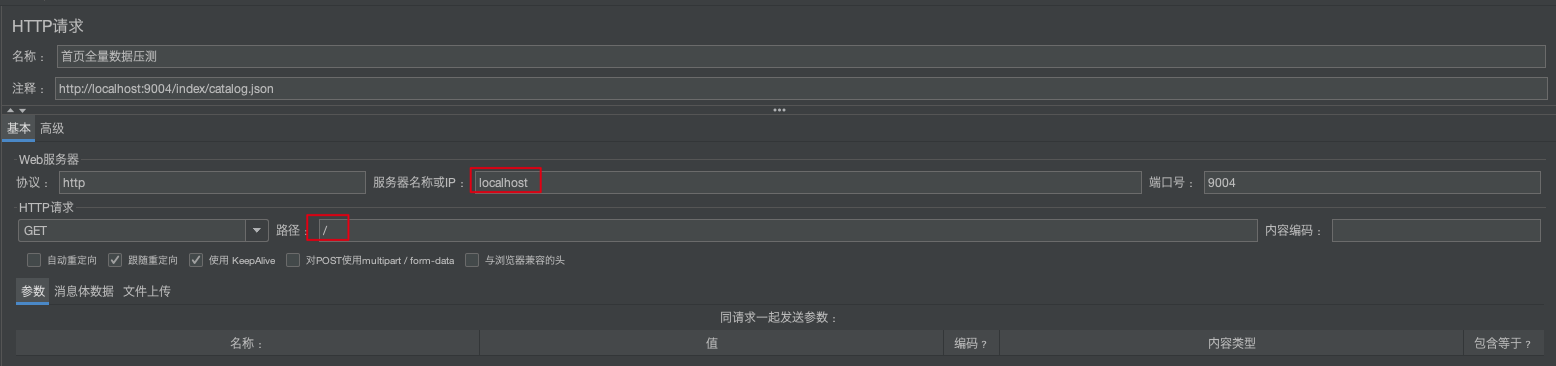 HTTP请求
名称： 首页全量数据压测
注释： http://localhost:9004/index/catalog.json
基本 高级
Web服务器
协议： http 服务器名称或IP： localhost 端口号： 9004
HTTP请求
GET 路径： / 内容编码：
自动重定向 跟随重定向 使用 KeepAlive 对POST使用multipart / form-data 与浏览器兼容的头
参数 消息体数据 文件上传
同请求一起发送参数：
名称： 值 编码？ 内容类型 包含等于？